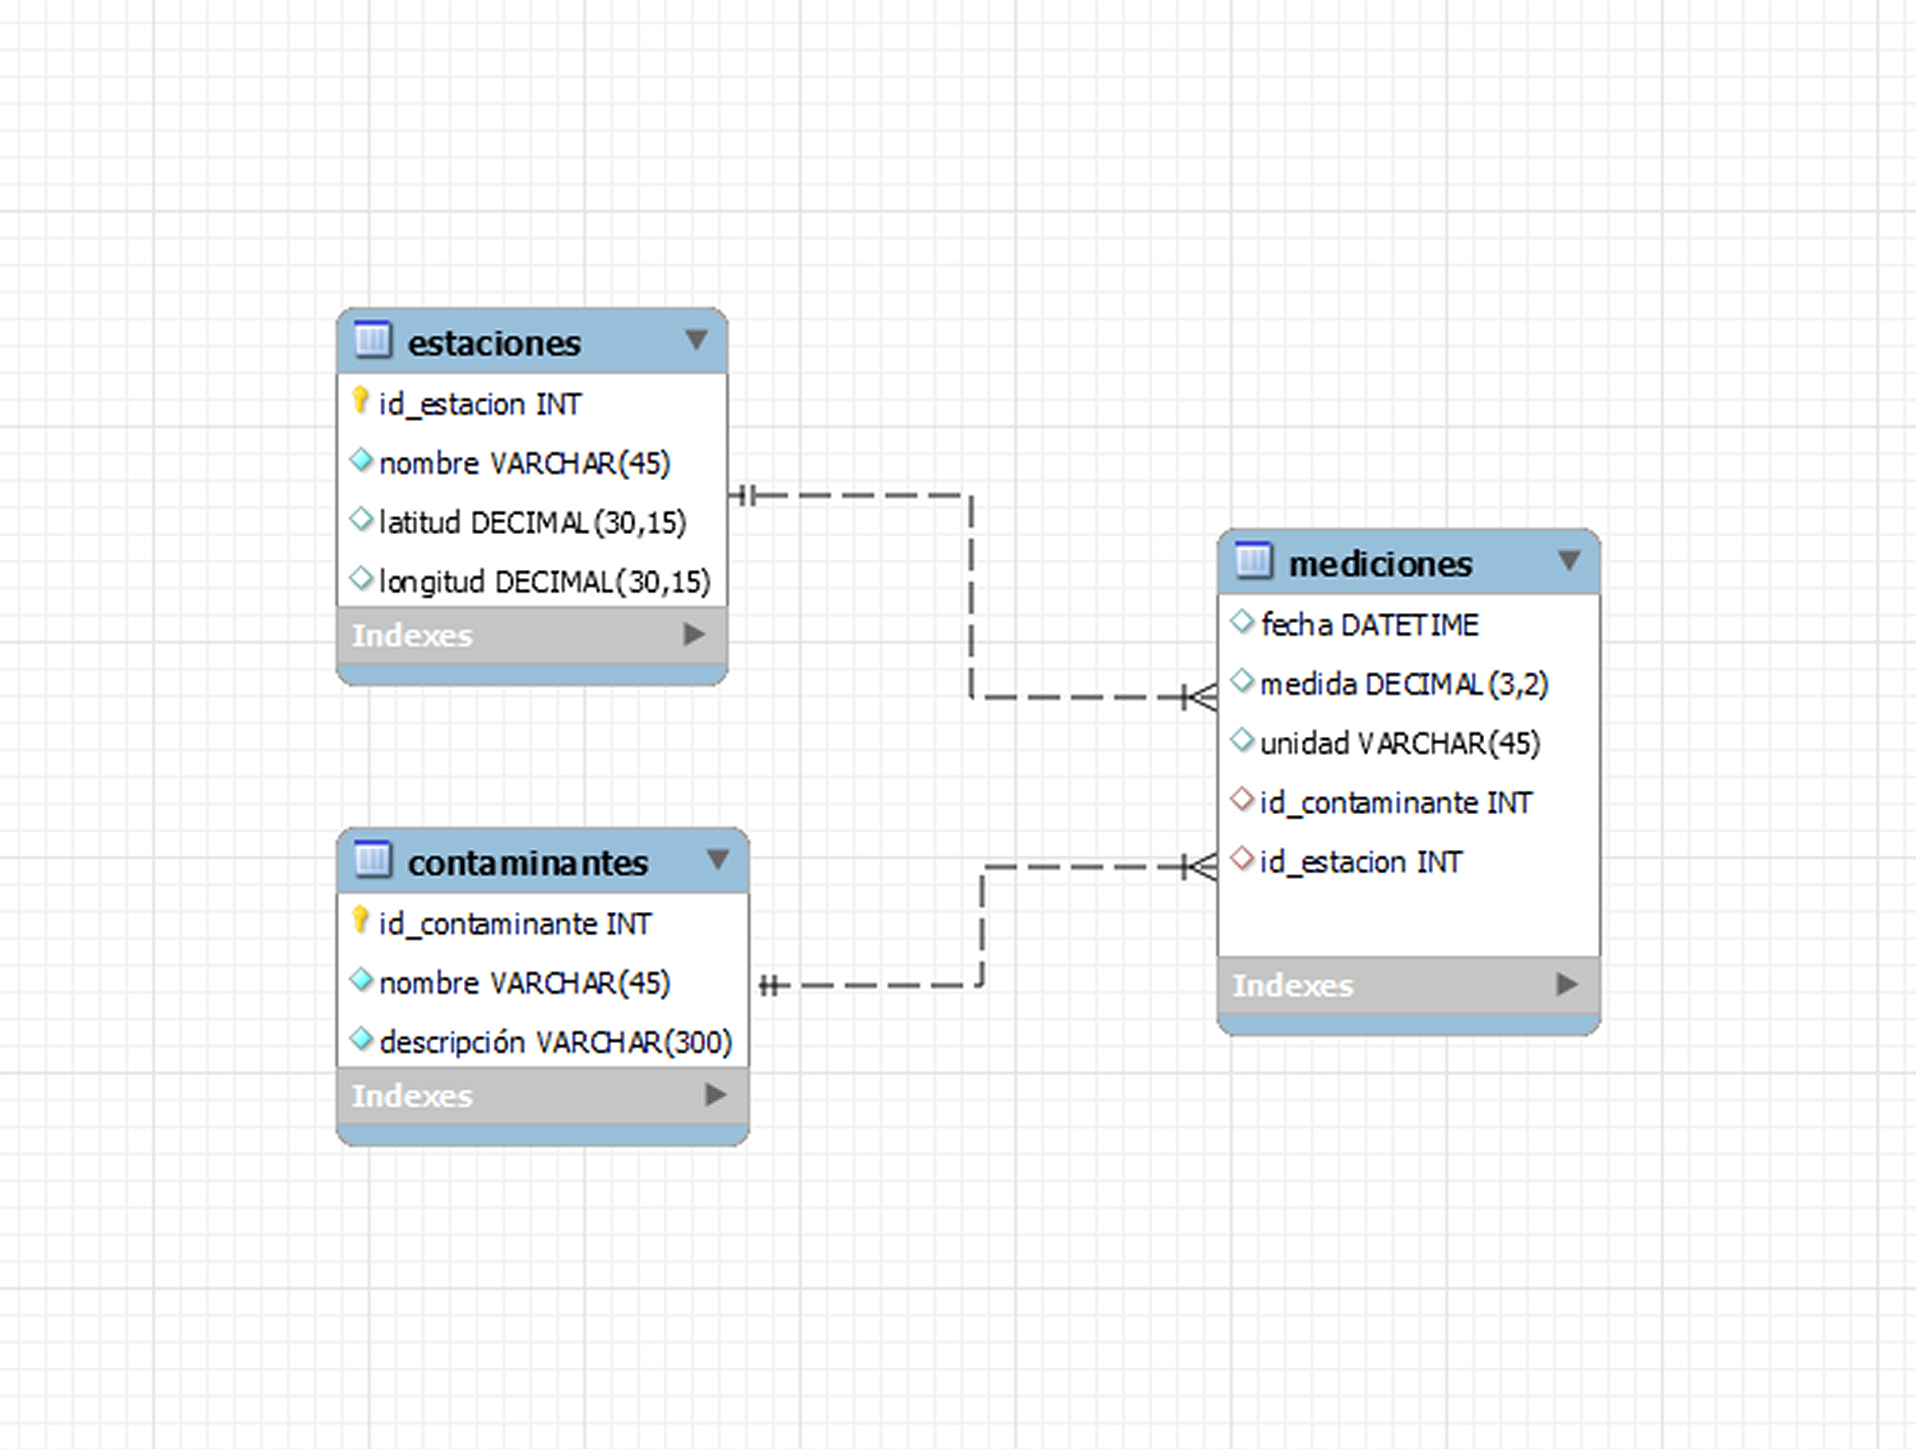 estaciones
id_estacion INT
nombre VARCHAR(45)
latitud DECIMAL(30,15)
longitud DECIMAL(30,15)
Indexes
contaminantes
id_contaminante INT
nombre VARCHAR(45)
descripción VARCHAR(300)
Indexes
mediciones
fecha DATETIME
medida DECIMAL(3,2)
unidad VARCHAR(45)
id_contaminante INT
id_estacion INT
Indexes